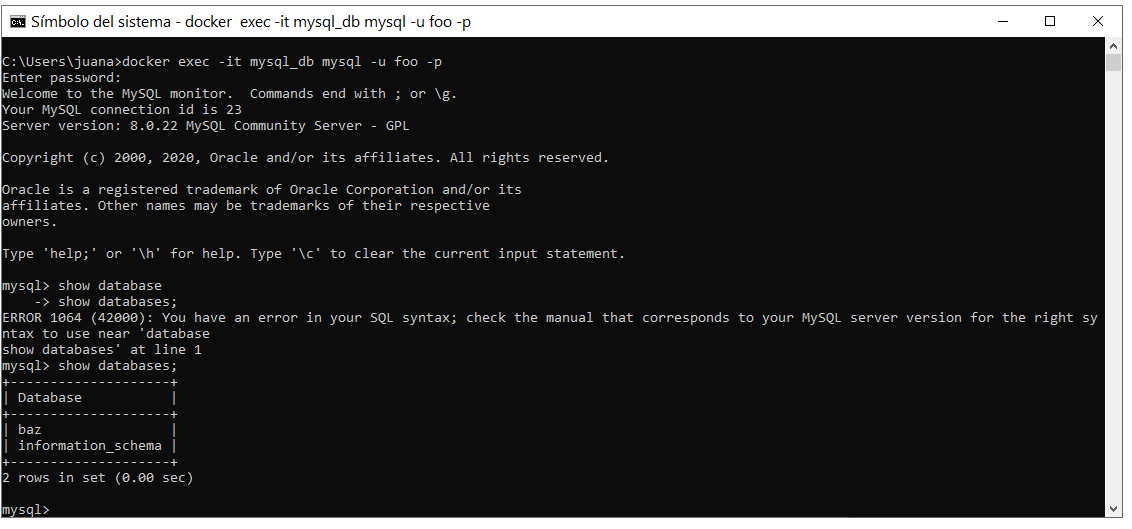 Símbolo del sistema - docker  exec -it mysql_db mysql -u foo -p
C:\Users\juana>docker exec -it mysql_db mysql -u foo -p
Enter password:
Welcome to the MySQL monitor.  Commands end with ; or \g.
Your MySQL connection id is 23
Server version: 8.0.22 MySQL Community Server - GPL
Copyright (c) 2000, 2020, Oracle and/or its affiliates. All rights reserved.
Oracle is a registered trademark of Oracle Corporation and/or its
affiliates. Other names may be trademarks of their respective
owners.
Type 'help;' or '\h' for help. Type '\c' to clear the current input statement.
mysql> show database
    -> show databases;
ERROR 1064 (42000): You have an error in your SQL syntax; check the manual that corresponds to your MySQL server version for the right sy
ntax to use near 'database
show databases' at line 1
mysql> show databases;
+--------------------+
| Database           |
+--------------------+
| baz                |
| information_schema |
+--------------------+
2 rows in set (0.00 sec)
mysql>